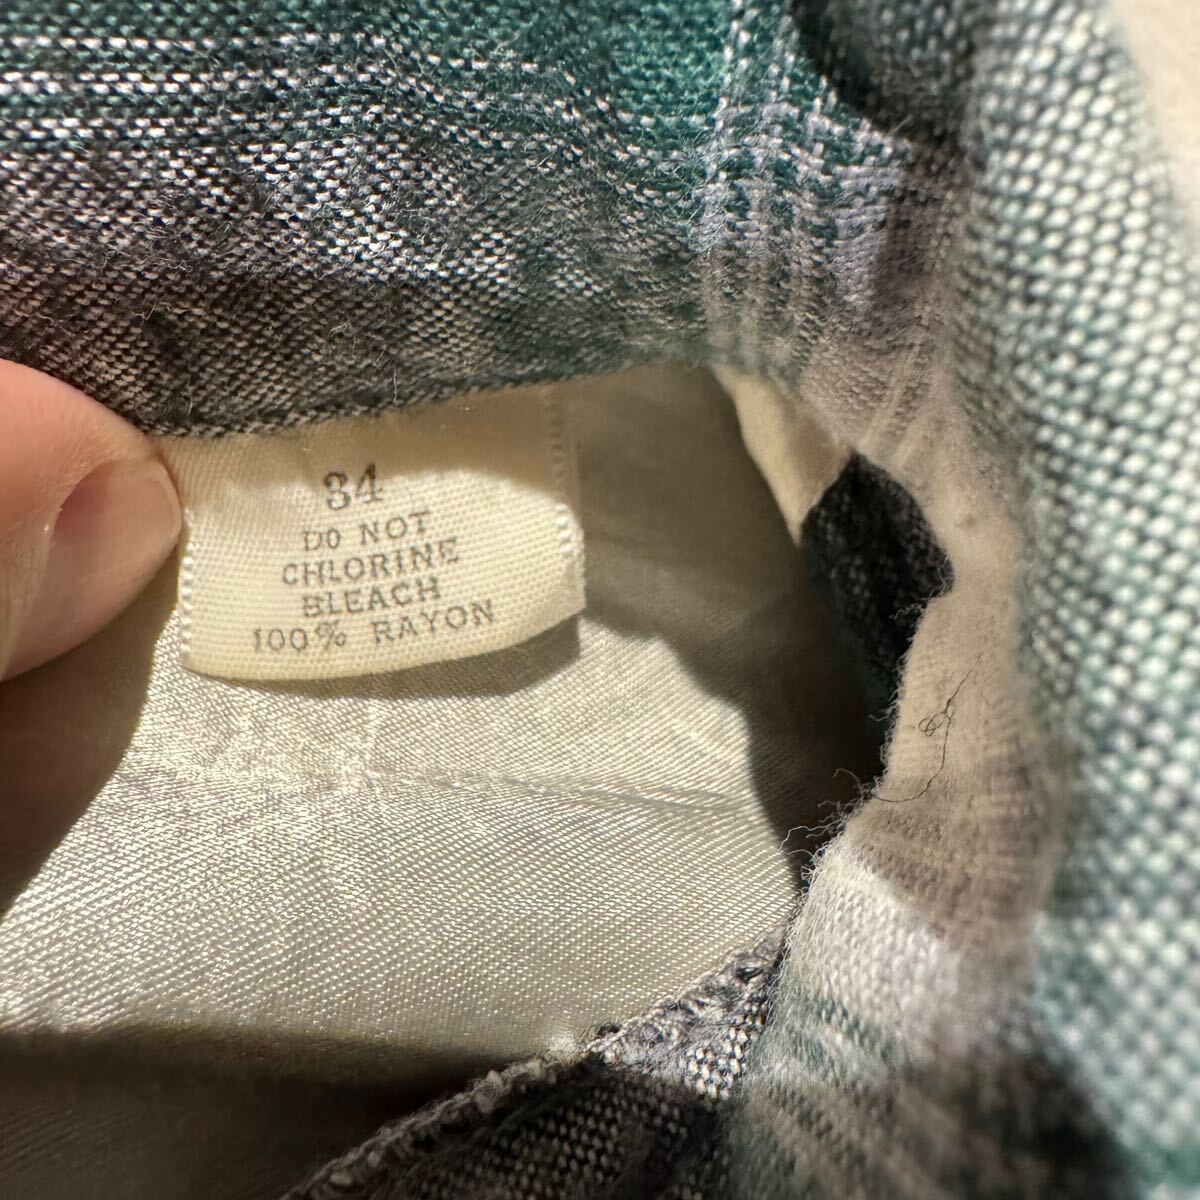 34
DO NOT
CHLORINE
BLEACH
100% RAYON